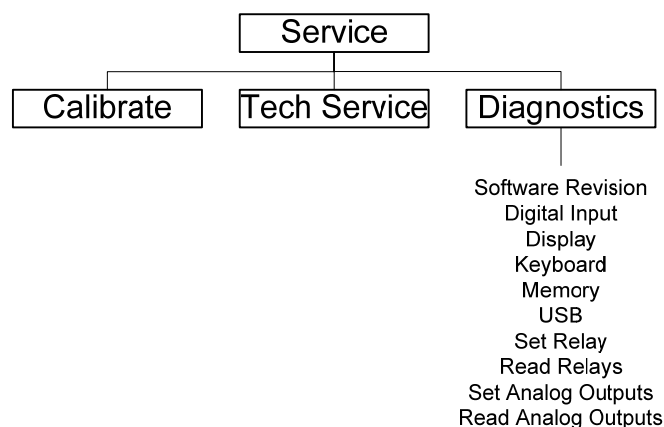 Service
Calibrate
Tech Service
Diagnostics
Software Revision
Digital Input
Display
Keyboard
Memory
USB
Set Relay
Read Relays
Set Analog Outputs
Read Analog Outputs